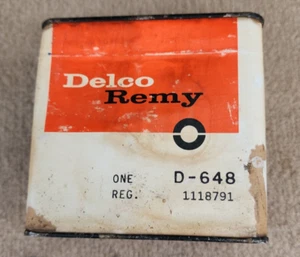 Delco
Remy
ONE D-648
REG. 1118791